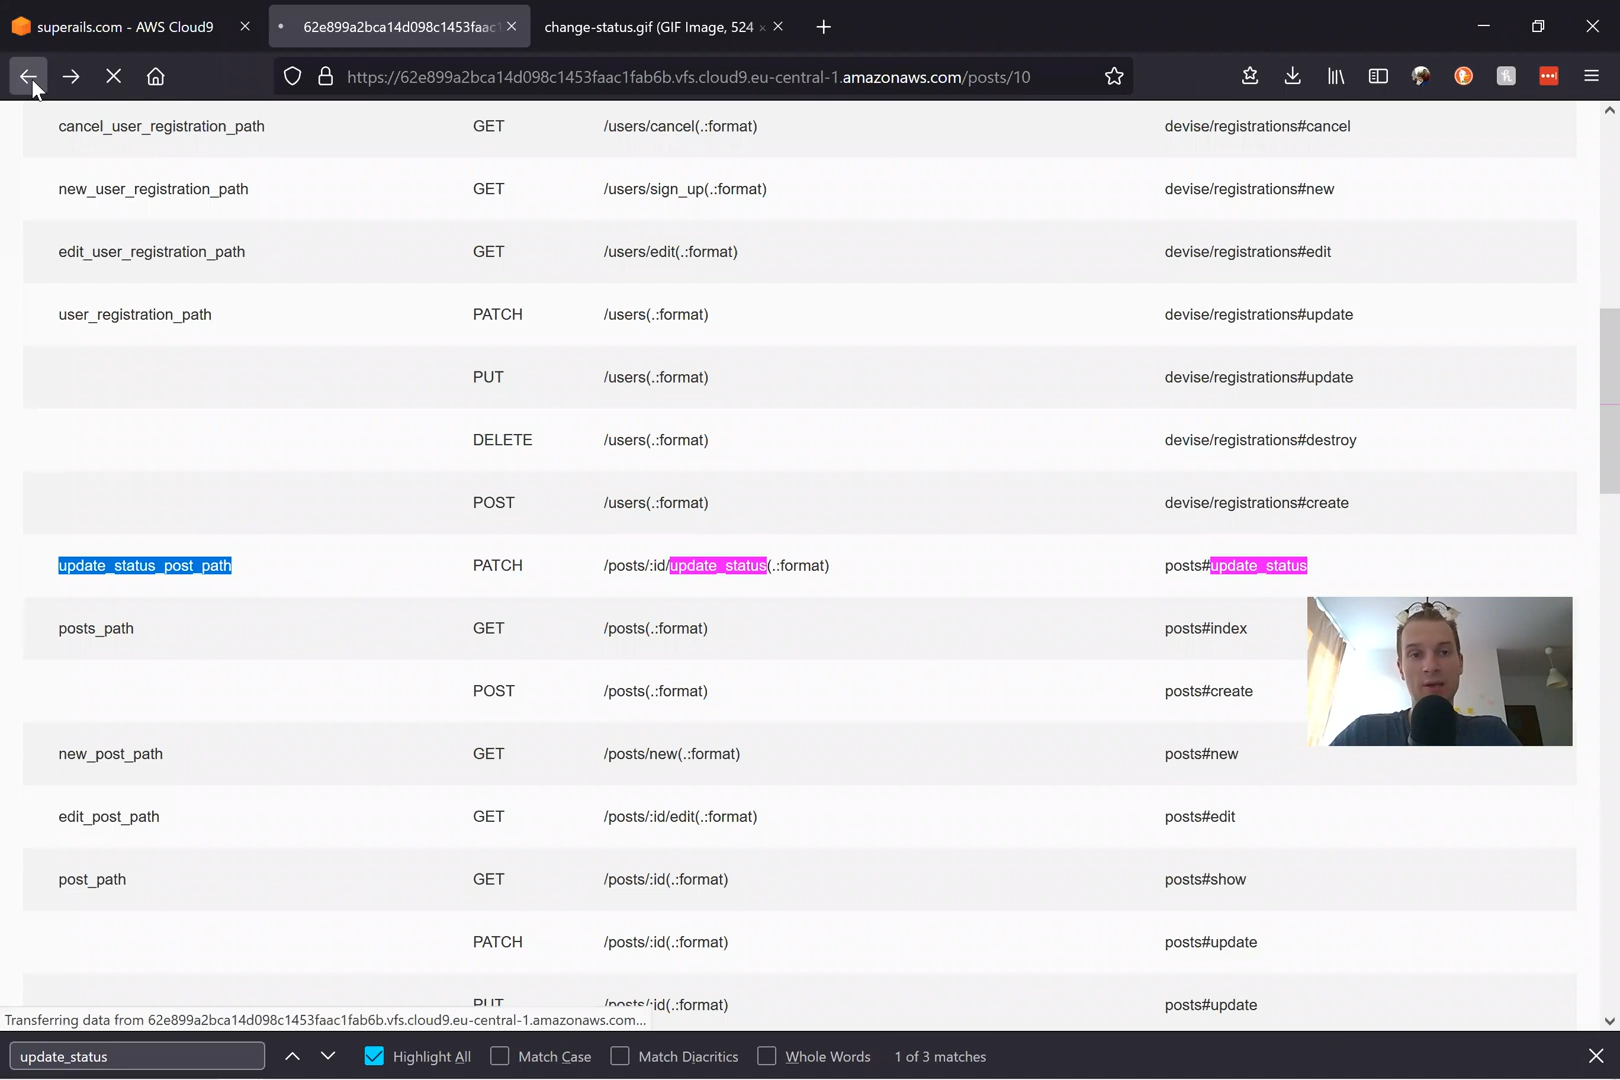 superails.com - AWS Cloud9
62e899a2bca14d098c1453faac1
change-status.gif (GIF Image, 524
https://62e899a2bca14d098c1453faac1fab6b.vfs.cloud9.eu-central-1.amazonaws.com/posts/10
cancel_user_registration_path GET /users/cancel(.:format) devise/registrations#cancel
new_user_registration_path GET /users/sign_up(.:format) devise/registrations#new
edit_user_registration_path GET /users/edit(.:format) devise/registrations#edit
user_registration_path PATCH /users(.:format) devise/registrations#update
PUT /users(.:format) devise/registrations#update
DELETE /users(.:format) devise/registrations#destroy
POST /users(.:format) devise/registrations#create
update_status_post_path PATCH /posts/:id/update_status(.:format) posts#update_status
posts_path GET /posts(.:format) posts#index
POST /posts(.:format) posts#create
new_post_path GET /posts/new(.:format) posts#new
edit_post_path GET /posts/:id/edit(.:format) posts#edit
post_path GET /posts/:id(.:format) posts#show
PATCH /posts/:id(.:format) posts#update
PUT /posts/:id(.:format) posts#update
Transferring data from 62e899a2bca14d098c1453faac1fab6b.vfs.cloud9.eu-central-1.amazonaws.com...
update_status Highlight All Match Case Match Diacritics Whole Words 1 of 3 matches